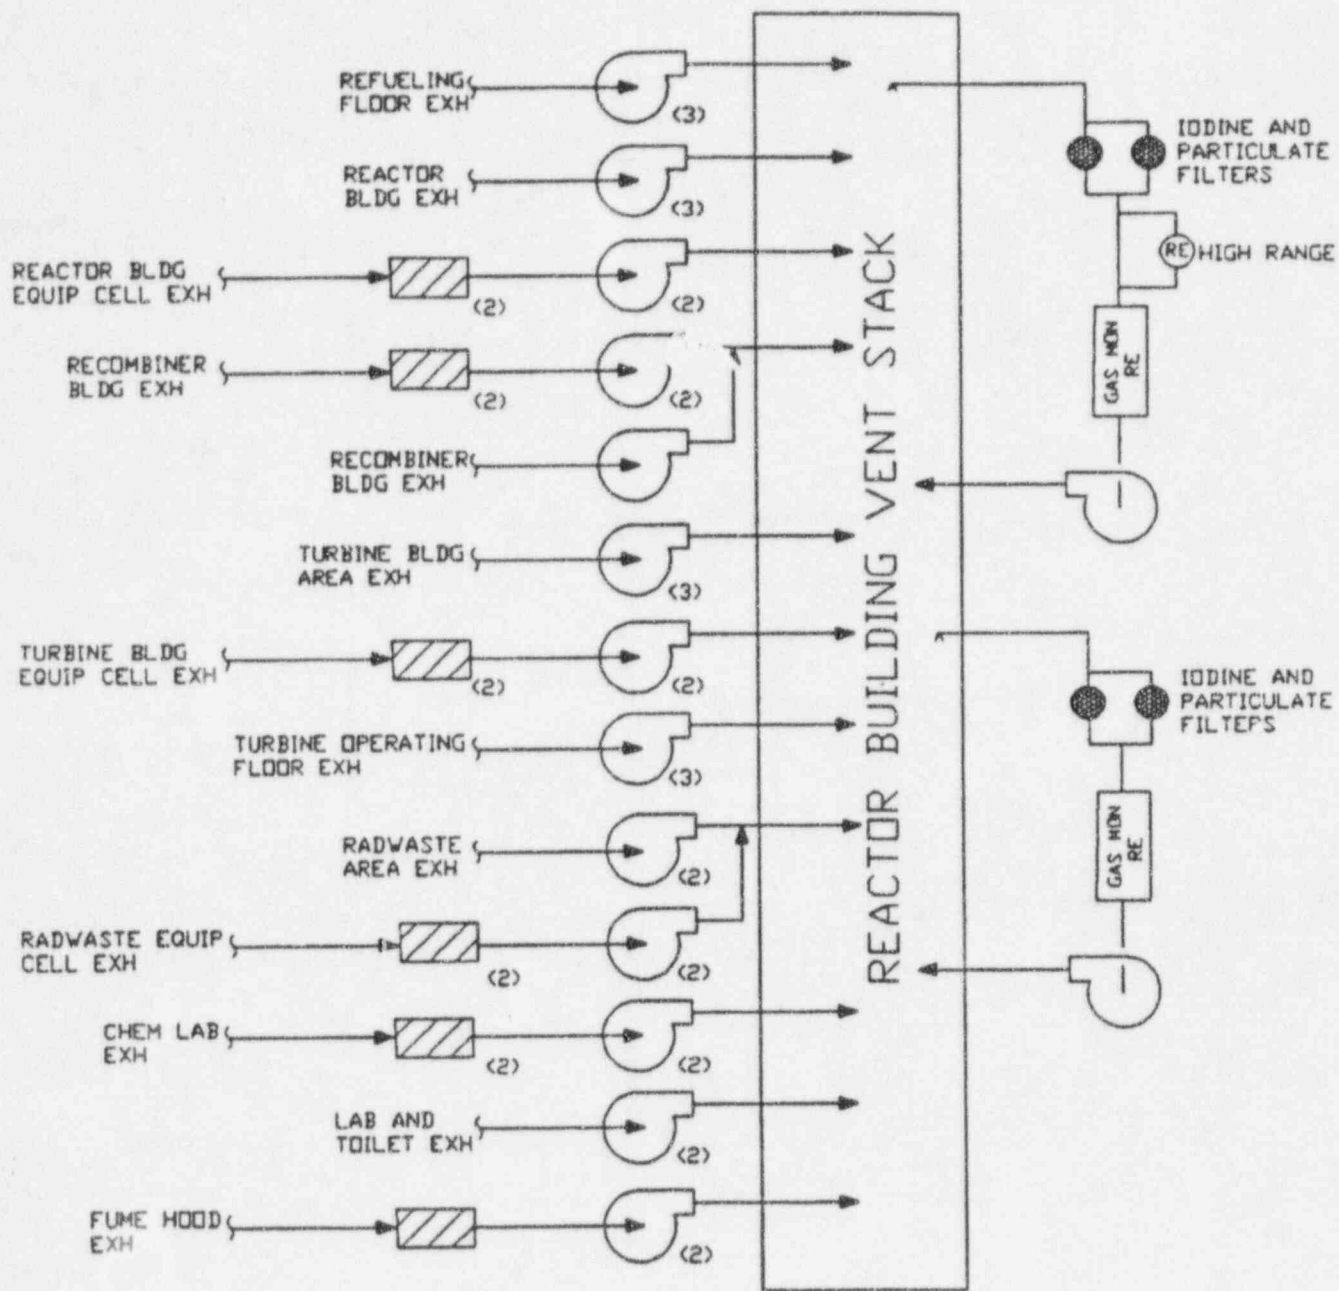 REFUELING
FLOOR EXH
(3)
REACTOR
BLDG EXH
(3)
REACTOR BLDG
EQUIP CELL EXH
(2)
(2)
RECOMBINER
BLDG EXH
(2)
(2)
RECOMBINER
BLDG EXH
TURBINE BLDG
AREA EXH
(3)
TURBINE BLDG
EQUIP CELL EXH
(2)
(2)
TURBINE OPERATING
FLOOR EXH
(3)
RADWASTE
AREA EXH
(2)
RADWASTE EQUIP
CELL EXH
(2)
(2)
CHEM LAB
EXH
(2)
(2)
LAB AND
TOILET EXH
(2)
FUME HOOD
EXH
(2)
REACTOR BUILDING VENT STACK
IODINE AND
PARTICULATE
FILTERS
RE
HIGH RANGE
GAS MON
RE
IODINE AND
PARTICULATE
FILTEPS
GAS MON
RE